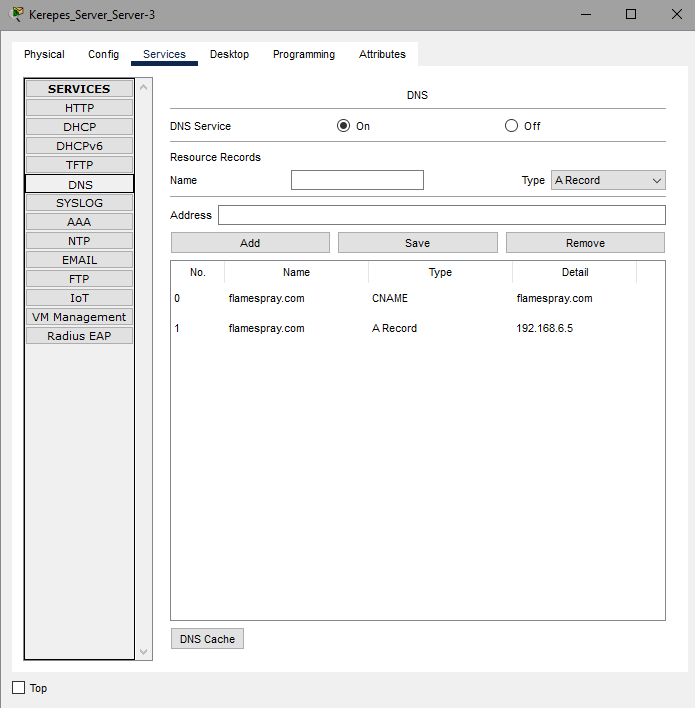 Kerepes_Server_Server-3
Physical Config Services Desktop Programming Attributes
SERVICES
HTTP
DHCP
DHCPv6
TFTP
DNS
SYSLOG
AAA
NTP
EMAIL
FTP
IoT
VM Management
Radius EAP
DNS
DNS Service On Off
Resource Records
Name Type A Record
Address
Add Save Remove
No. Name Type Detail
0 flamespray.com CNAME flamespray.com
1 flamespray.com A Record 192.168.6.5
DNS Cache
Top